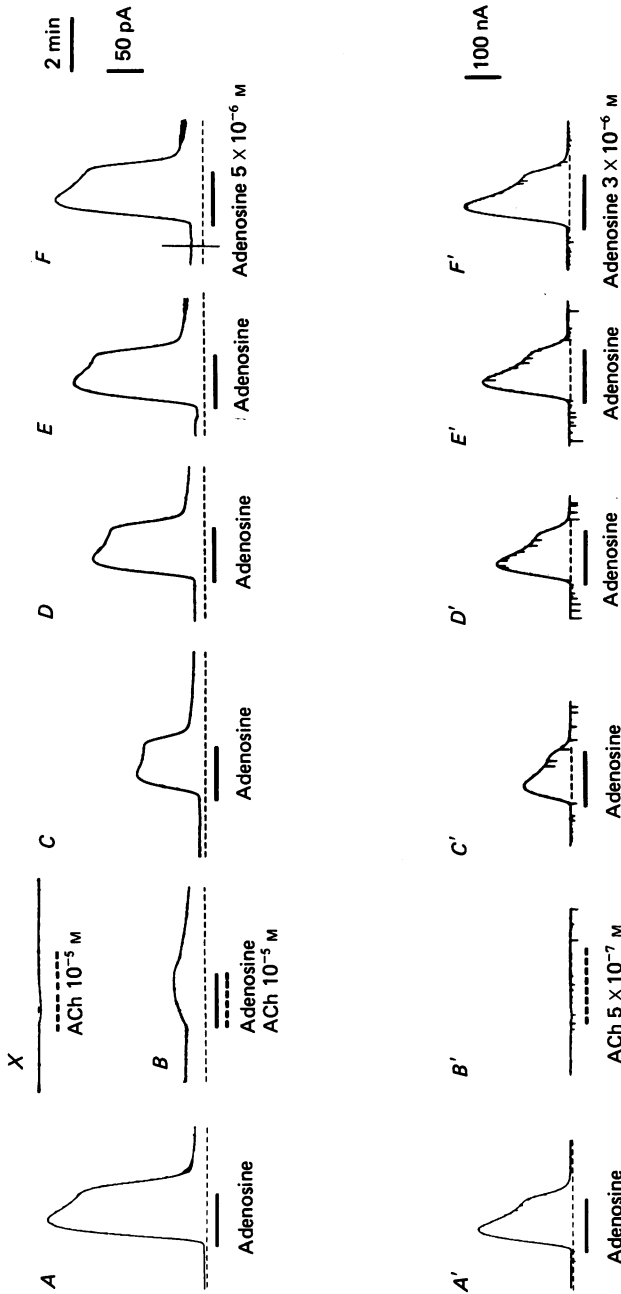 X
ACh 10⁻⁵ M
A
Adenosine
B
Adenosine
ACh 10⁻⁵ M
C
Adenosine
D
Adenosine
E
Adenosine
F
Adenosine 5 X 10⁻⁶ M
2 min
50 pA
A'
Adenosine
B'
ACh 5 X 10⁻⁷ M
C'
Adenosine
D'
Adenosine
E'
Adenosine
F'
Adenosine 3 X 10⁻⁶ M
100 nA